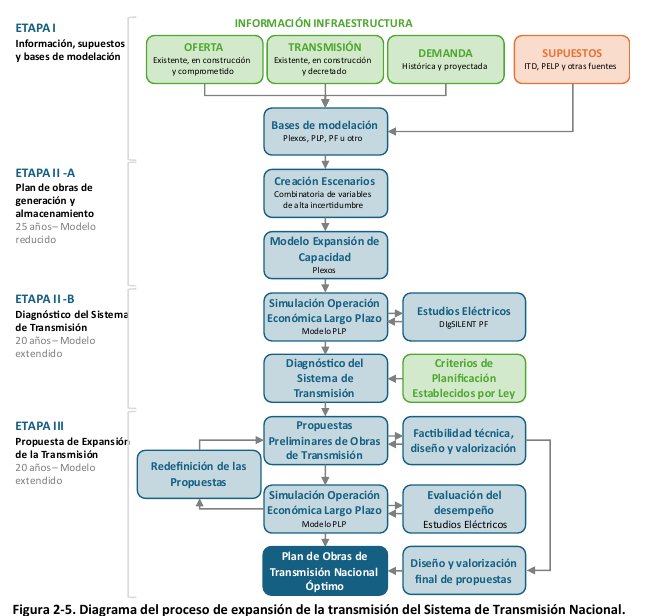 INFORMACIÓN INFRAESTRUCTURA
ETAPA I
Información, supuestos
y bases de modelación
OFERTA
Existente, en construcción
y comprometido
TRANSMISIÓN
Existente, en construcción
y decretado
DEMANDA
Histórica y proyectada
SUPUESTOS
ITD, PELP y otras fuentes
Bases de modelación
Plexos, PLP, PF u otro
ETAPA II -A
Plan de obras de
generación y
almacenamiento
25 años– Modelo
reducido
Creación Escenarios
Combinatoria de variables
de alta incertidumbre
Modelo Expansión de
Capacidad
Plexos
ETAPA II -B
Diagnóstico del Sistema
de Transmisión
20 años– Modelo
extendido
Simulación Operación
Económica Largo Plazo
Modelo PLP
Estudios Eléctricos
DIgSILENT PF
Diagnóstico del
Sistema de
Transmisión
Criterios de
Planificación
Establecidos por Ley
ETAPA III
Propuesta de Expansión
de la Transmisión
20 años– Modelo
extendido
Propuestas
Preliminares de Obras
de Transmisión
Factibilidad técnica,
diseño y valorización
Redefinición de las
Propuestas
Simulación Operación
Económica Largo Plazo
Modelo PLP
Evaluación del
desempeño
Estudios Eléctricos
Plan de Obras de
Transmisión Nacional
Óptimo
Diseño y valorización
final de propuestas
Figura 2-5. Diagrama del proceso de expansión de la transmisión del Sistema de Transmisión Nacional.